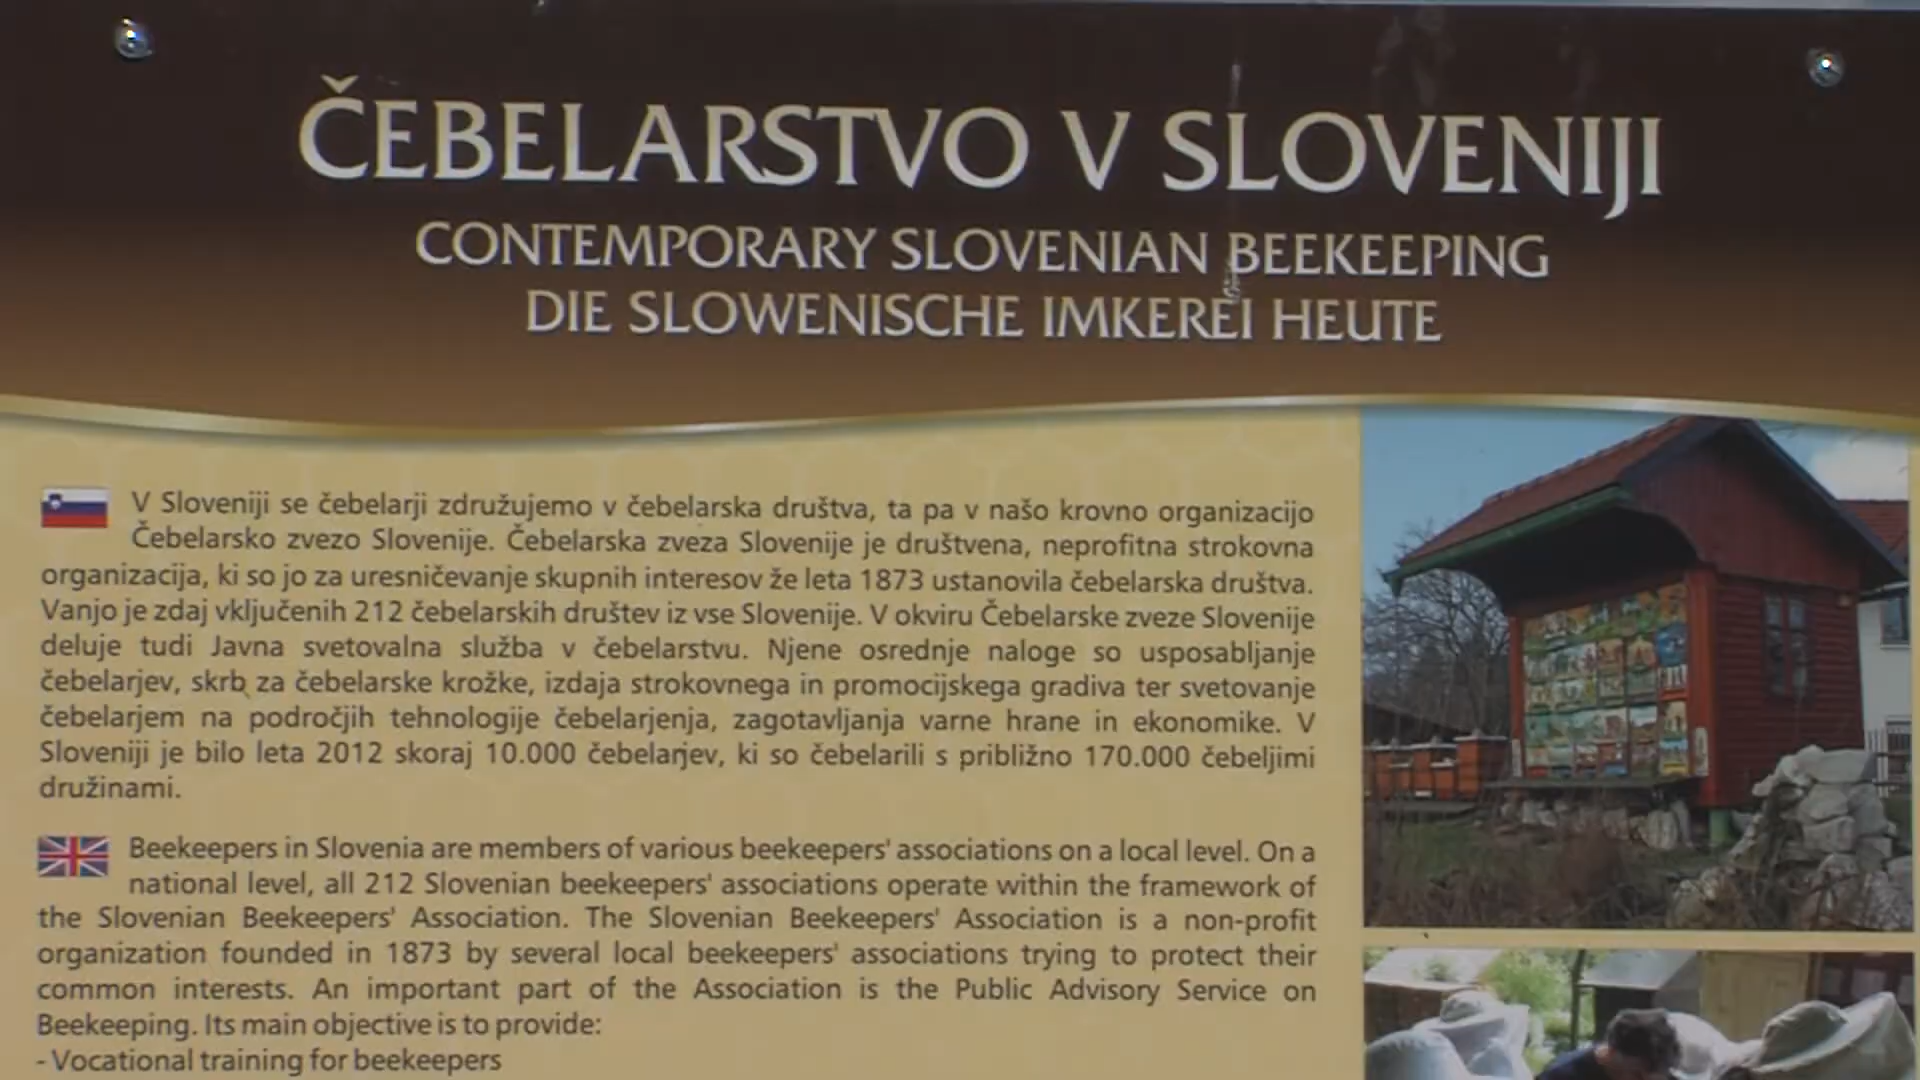 ČEBELARSTVO V SLOVENIJI
CONTEMPORARY SLOVENIAN BEEKEEPING
DIE SLOWENISCHE IMKEREI HEUTE
V Sloveniji se čebelarji združujemo v čebelarska društva, ta pa v našo krovno organizacijo
Čebelarsko zvezo Slovenije. Čebelarska zveza Slovenije je društvena, neprofitna strokovna
organizacija, ki so jo za uresničevanje skupnih interesov že leta 1873 ustanovila čebelarska društva.
Vanjo je zdaj vključenih 212 čebelarskih društev iz vse Slovenije. V okviru Čebelarske zveze Slovenije
deluje tudi Javna svetovalna služba v čebelarstvu. Njene osrednje naloge so usposabljanje
čebelarjev, skrb za čebelarske krožke, izdaja strokovnega in promocijskega gradiva ter svetovanje
čebelarjem na področjih tehnologije čebelarjenja, zagotavljanja varne hrane in ekonomike. V
Sloveniji je bilo leta 2012 skoraj 10.000 čebelarjev, ki so čebelarili s približno 170.000 čebeljimi
družinami.
Beekeepers in Slovenia are members of various beekeepers' associations on a local level. On a
national level, all 212 Slovenian beekeepers' associations operate within the framework of
the Slovenian Beekeepers' Association. The Slovenian Beekeepers' Association is a non-profit
organization founded in 1873 by several local beekeepers' associations trying to protect their
common interests. An important part of the Association is the Public Advisory Service on
Beekeeping. Its main objective is to provide:
- Vocational training for beekeepers